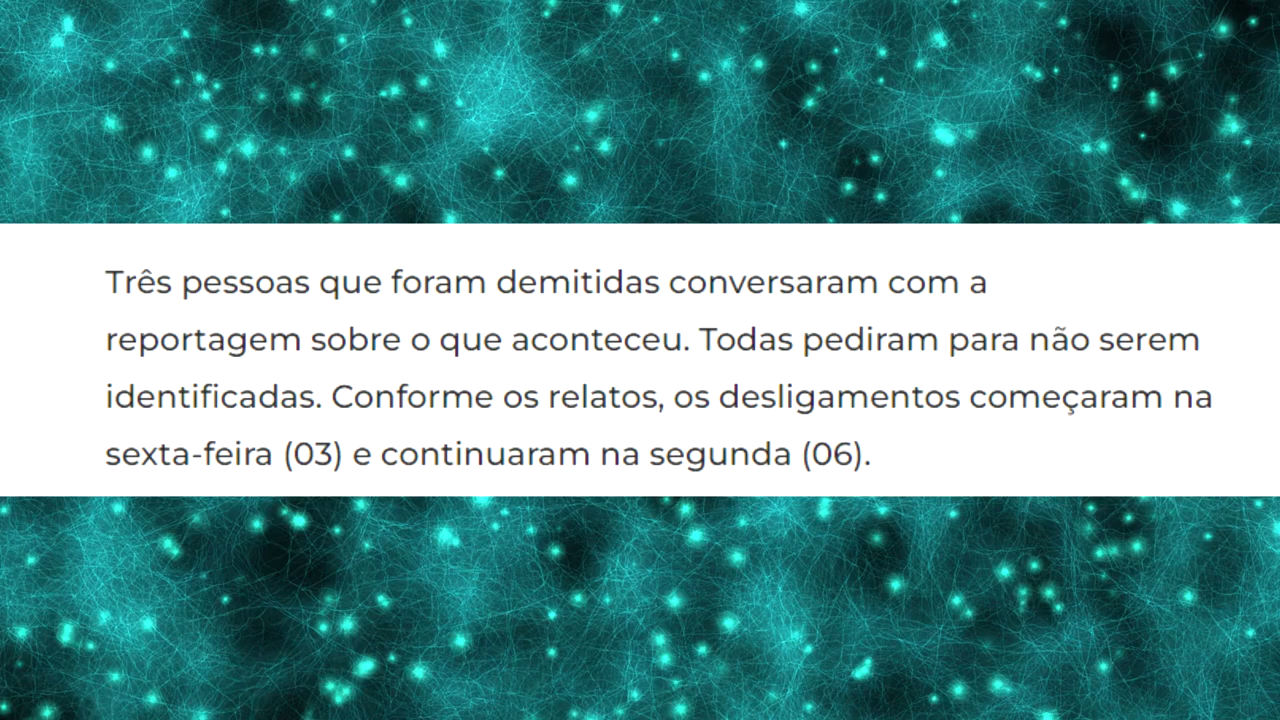 Três pessoas que foram demitidas conversaram com a
reportagem sobre o que aconteceu. Todas pediram para não serem
identificadas. Conforme os relatos, os desligamentos começaram na
sexta-feira (03) e continuaram na segunda (06).